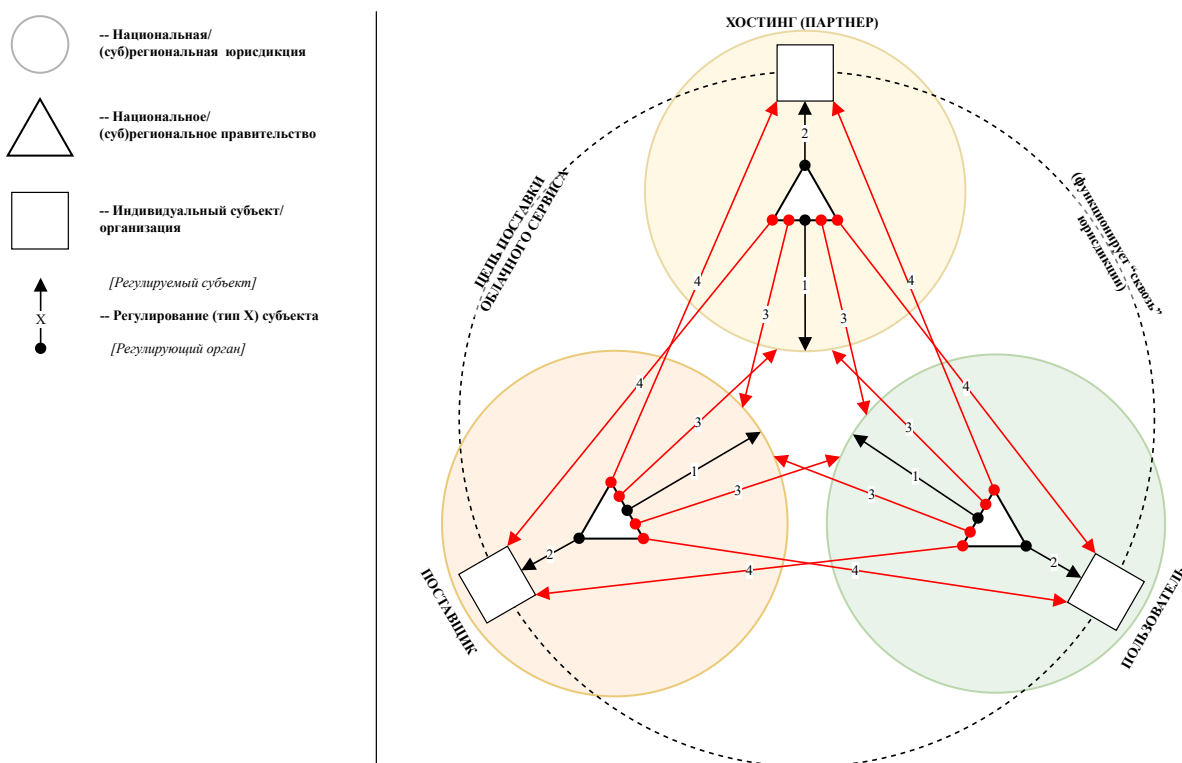 -- Национальная/
(суб)региональная юрисдикция
-- Национальное/
(суб)региональное правительство
-- Индивидуальный субъект/
организация
[Регулируемый субъект]
X
-- Регулирование (тип X) субъекта
[Регулирующий орган]
ХОСТИНГ (ПАРТНЕР)
ЦЕПЬ ПОСТАВКИ
ОБЛАЧНОГО СЕРВИСА
(функционирует “сквозь”
юрисдикции)
2
4
4
1
3
3
4
4
3
3
1
1
3
3
2
2
4
4
ПОСТАВЩИК
ПОЛЬЗОВАТЕЛЬ